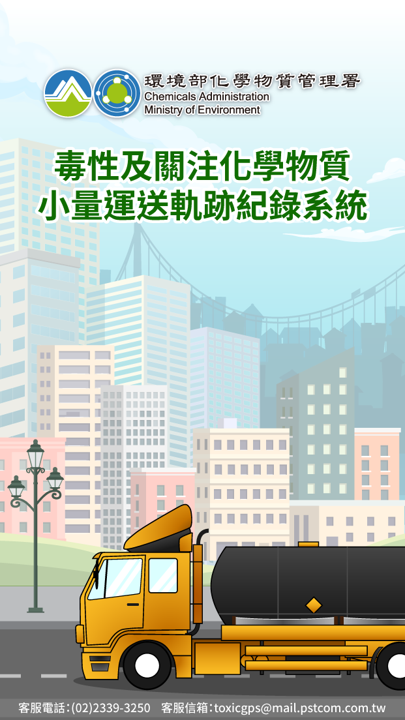 環境部化學物質管理署
Chemicals Administration
Ministry of Environment
毒性及關注化學物質
小量運送軌跡紀錄系統
客服電話：(02)2339-3250 客服信箱：toxicgps@mail.pstcom.com.tw